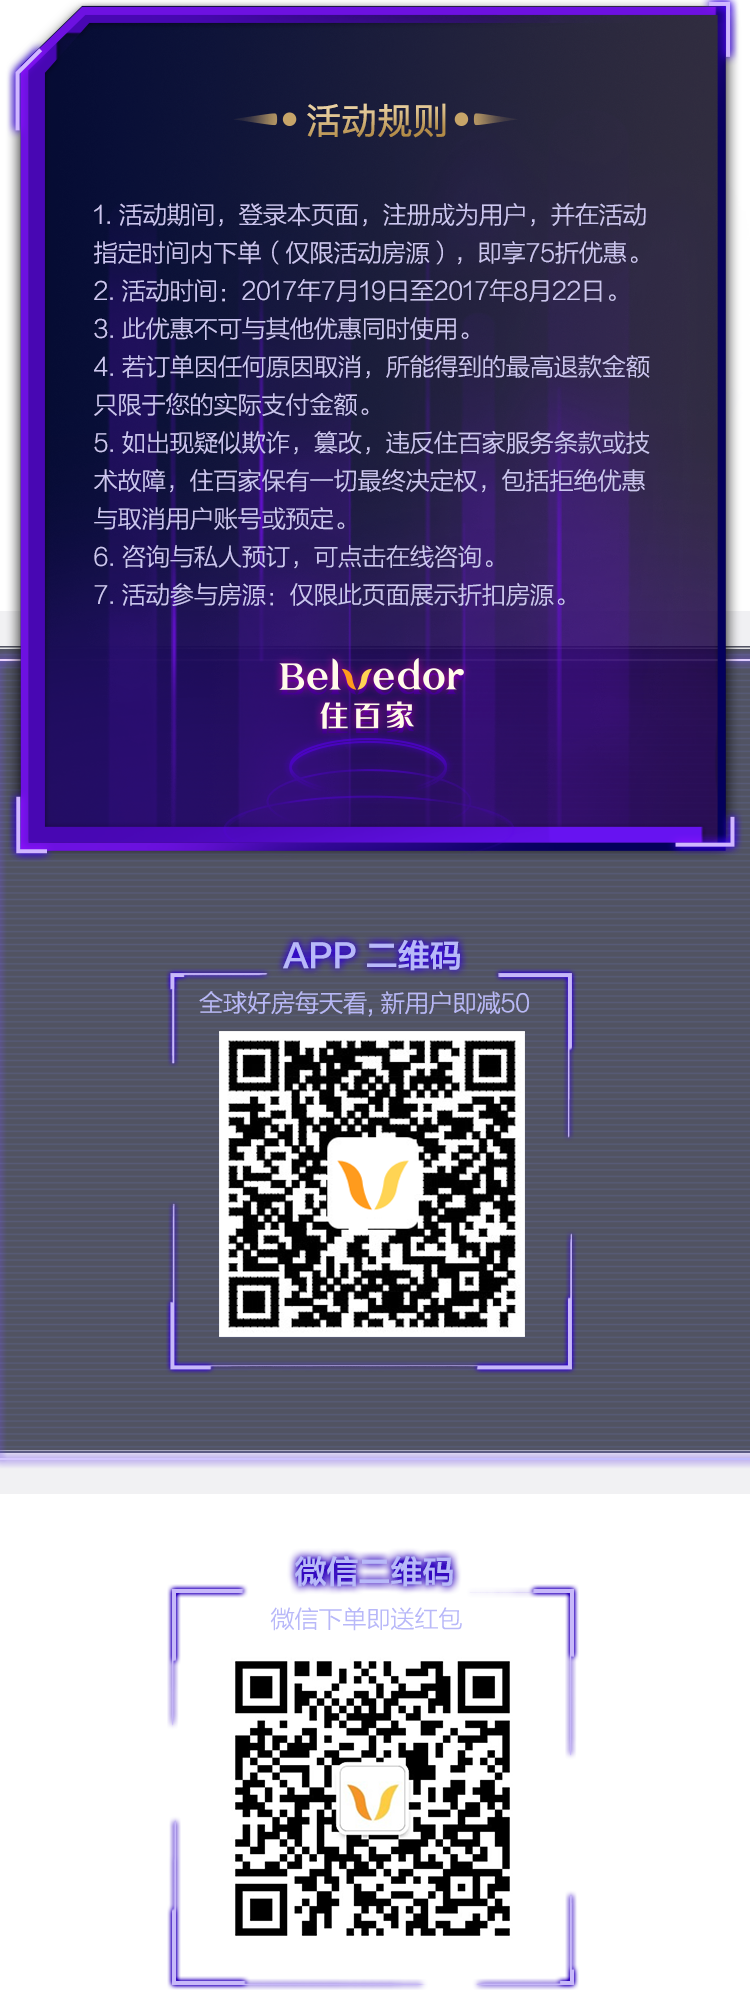 活动规则
1. 活动期间，登录本页面，注册成为用户，并在活动
指定时间内下单（仅限活动房源），即享75折优惠。
2. 活动时间：2017年7月19日至2017年8月22日。
3. 此优惠不可与其他优惠同时使用。
4. 若订单因任何原因取消，所能得到的最高退款金额
只限于您的实际支付金额。
5. 如出现疑似欺诈，篡改，违反住百家服务条款或技
术故障，住百家保有一切最终决定权，包括拒绝优惠
与取消用户账号或预定。
6. 咨询与私人预订，可点击在线咨询。
7. 活动参与房源：仅限此页面展示折扣房源。
Belvedor
住百家
APP 二维码
全球好房每天看, 新用户即减50
微信二维码
微信下单即送红包